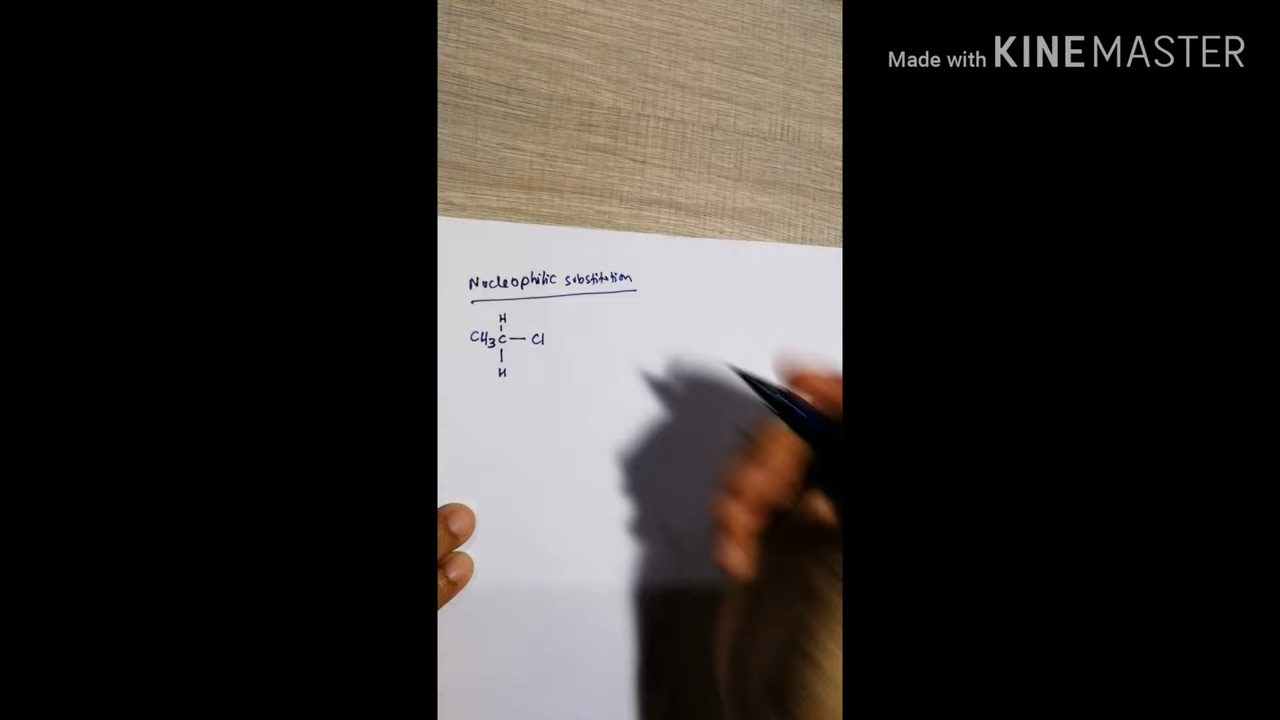 Made with KINEMASTER
Nucleophilic substitution
H
CH3C — Cl
H